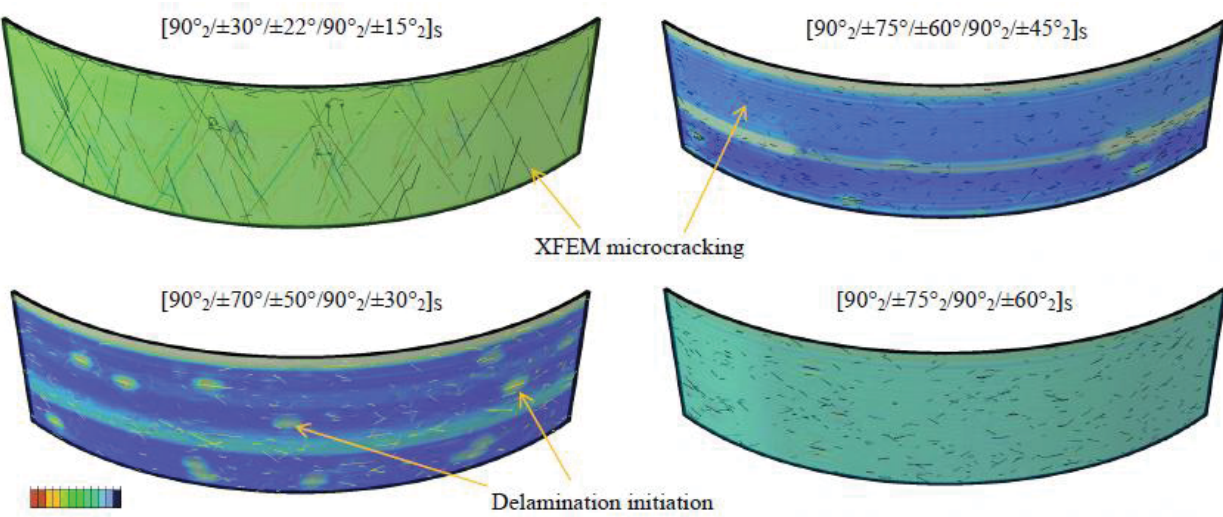 [90°₂/±30°/±22°/90°₂/±15°₂]s
[90°₂/±75°/±60°/90°₂/±45°₂]s
XFEM microcracking
[90°₂/±70°/±50°/90°₂/±30°₂]s
[90°₂/±75°₂/90°₂/±60°₂]s
Delamination initiation